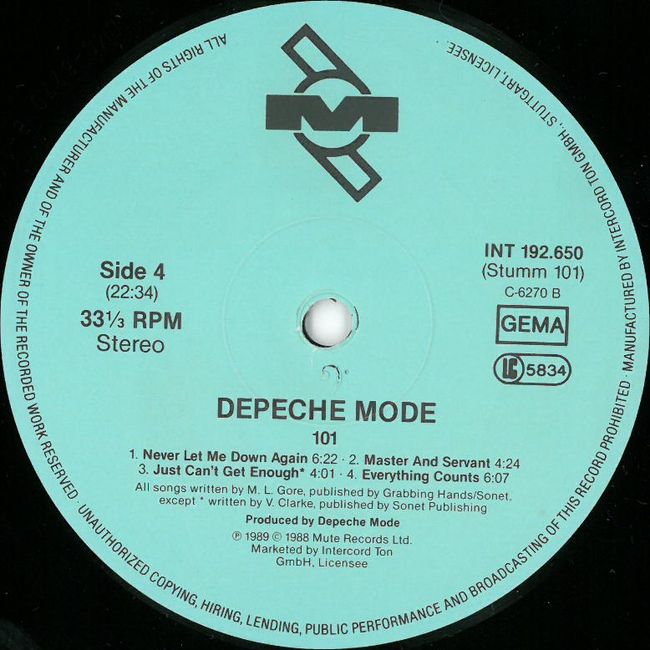 ALL RIGHTS OF THE MANUFACTURER AND OF THE OWNER OF THE RECORDED WORK RESERVED · UNAUTHORIZED COPYING, HIRING, LENDING, PUBLIC PERFORMANCE AND BROADCASTING OF THIS RECORD PROHIBITED · MANUFACTURED BY INTERCORD TON GMBH., STUTTGART, LICENSEE.
M
Side 4
(22:34)
33⅓ RPM
Stereo
INT 192.650
(Stumm 101)
C-6270 B
GEMA
LC 5834
DEPECHE MODE
101
1. Never Let Me Down Again 6:22 · 2. Master And Servant 4:24
3. Just Can't Get Enough* 4:01 · 4. Everything Counts 6:07
All songs written by M. L. Gore, published by Grabbing Hands/Sonet,
except * written by V. Clarke, published by Sonet Publishing
Produced by Depeche Mode
℗ 1989 © 1988 Mute Records Ltd.
Marketed by Intercord Ton
GmbH, Licensee